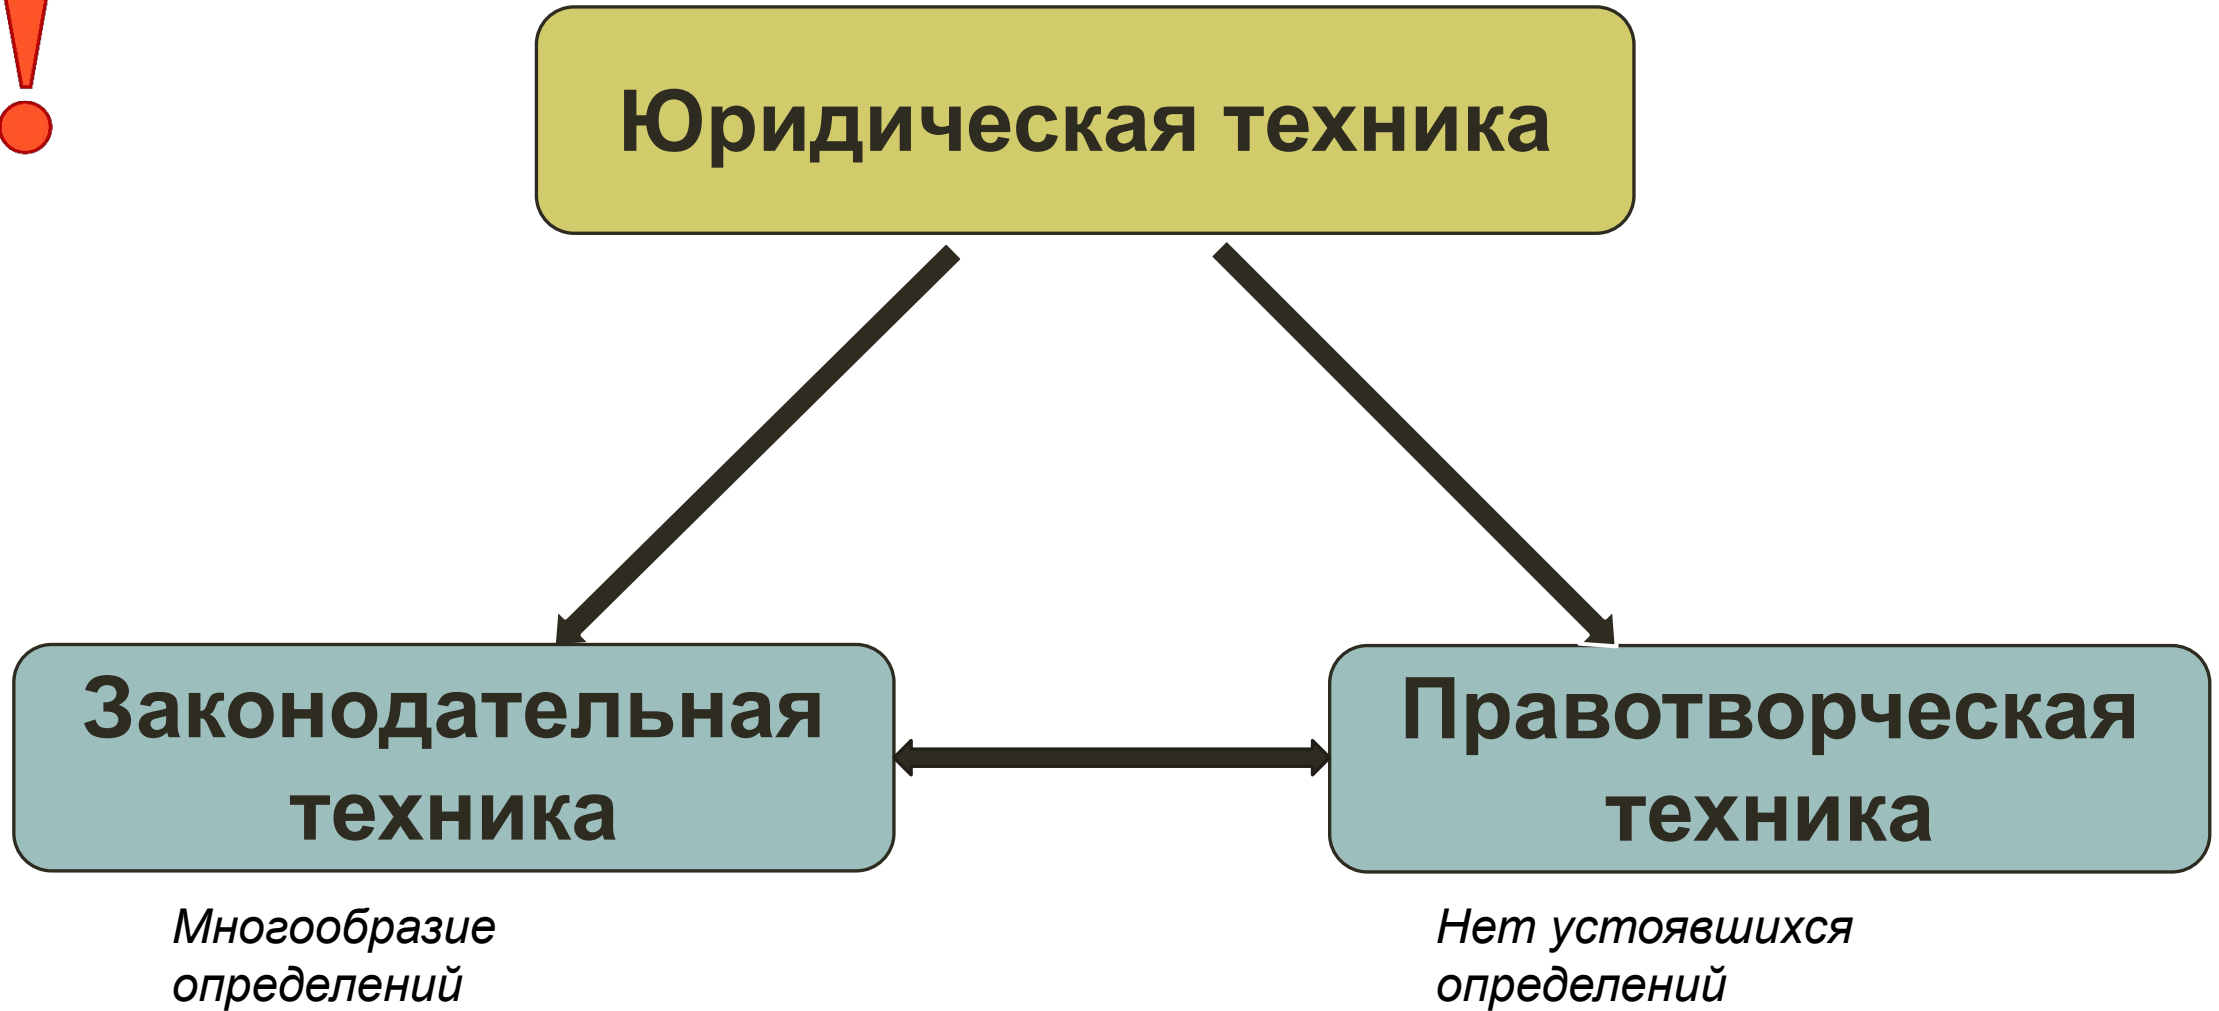 Юридическая техника
Законодательная
техника
Правотворческая
техника
Многообразие
определений
Нет устоявшихся
определений